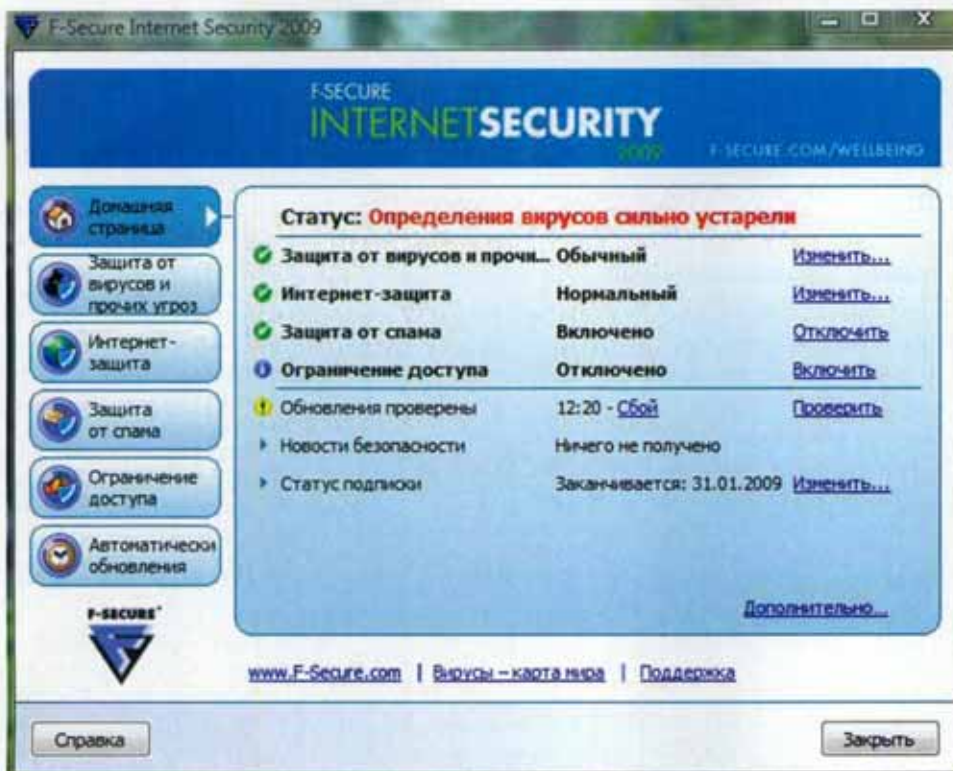 F-Secure Internet Security 2009
F-SECURE
INTERNETSECURITY
2009
F-SECURE.COM/WELLBEING
Домашняя
страница
Защита от
вирусов и
прочих угроз
Интернет-
защита
Защита
от спама
Ограничение
доступа
Автоматически
обновления
F-SECURE
Статус: Определения вирусов сильно устарели
Защита от вирусов и прочи... Обычный Изменить...
Интернет-защита Нормальный Изменить...
Защита от спама Включено Отключить
Ограничение доступа Отключено Включить
Обновления проверены 12:20 - Сбой Проверить
Новости безопасности Ничего не получено
Статус подписки Заканчивается: 31.01.2009 Изменить...
Дополнительно...
www.F-Secure.com | Вирусы – карта мира | Поддержка
Справка
Закрыть